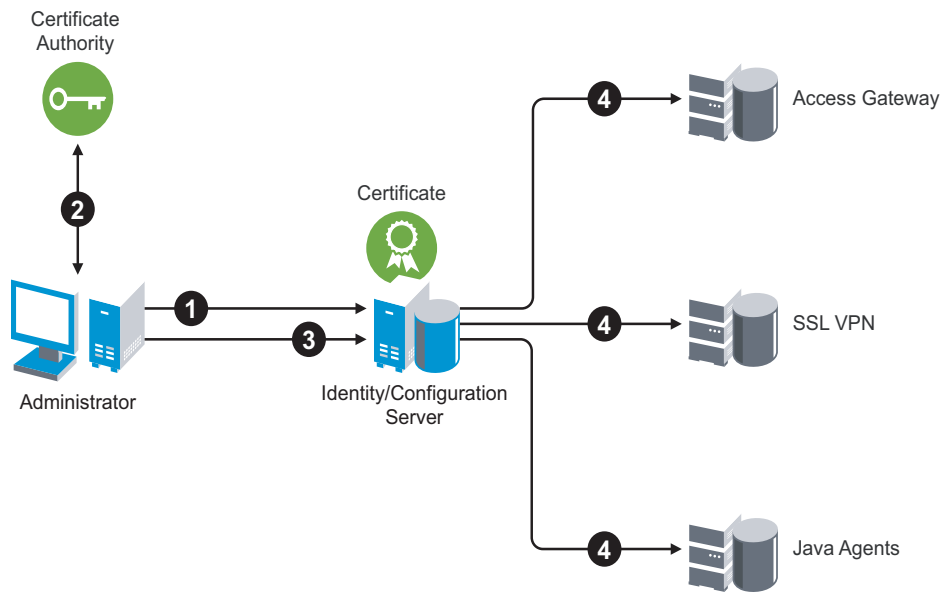 Certificate
Authority
4
Access Gateway
Certificate
2
1
3
4
SSL VPN
Administrator
Identity/Configuration
Server
4
Java Agents